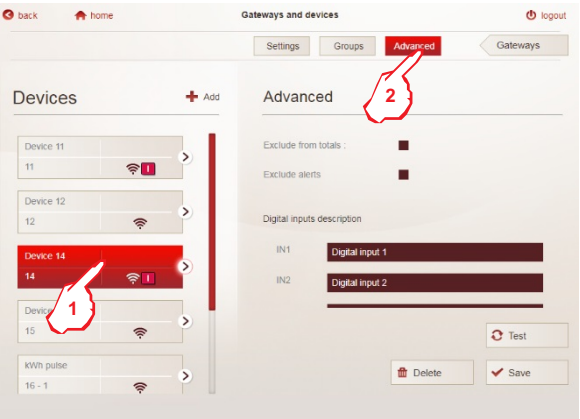 back
home
Gateways and devices
logout
Settings
Groups
Advanced
Gateways
Devices
Add
Advanced
2
Device 11
11
I
Exclude from totals :
Exclude alerts
Device 12
12
Digital inputs description
Device 14
14
I
IN1
Digital input 1
IN2
Digital input 2
1
Device
15
Test
kWh pulse
16 - 1
Delete
Save